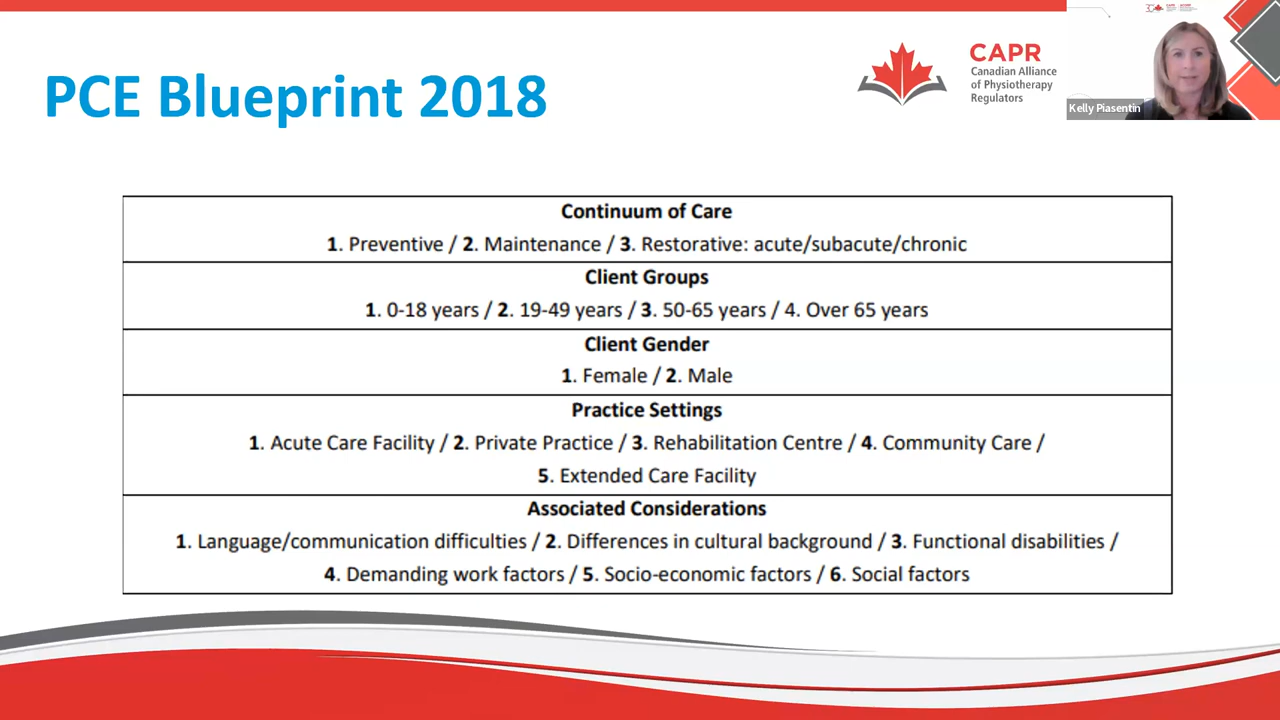 PCE Blueprint 2018
CAPR
Canadian Alliance
of Physiotherapy
Regulators
Kelly Piasentin
Continuum of Care
1. Preventive / 2. Maintenance / 3. Restorative: acute/subacute/chronic
Client Groups
1. 0-18 years / 2. 19-49 years / 3. 50-65 years / 4. Over 65 years
Client Gender
1. Female / 2. Male
Practice Settings
1. Acute Care Facility / 2. Private Practice / 3. Rehabilitation Centre / 4. Community Care /
5. Extended Care Facility
Associated Considerations
1. Language/communication difficulties / 2. Differences in cultural background / 3. Functional disabilities /
4. Demanding work factors / 5. Socio-economic factors / 6. Social factors